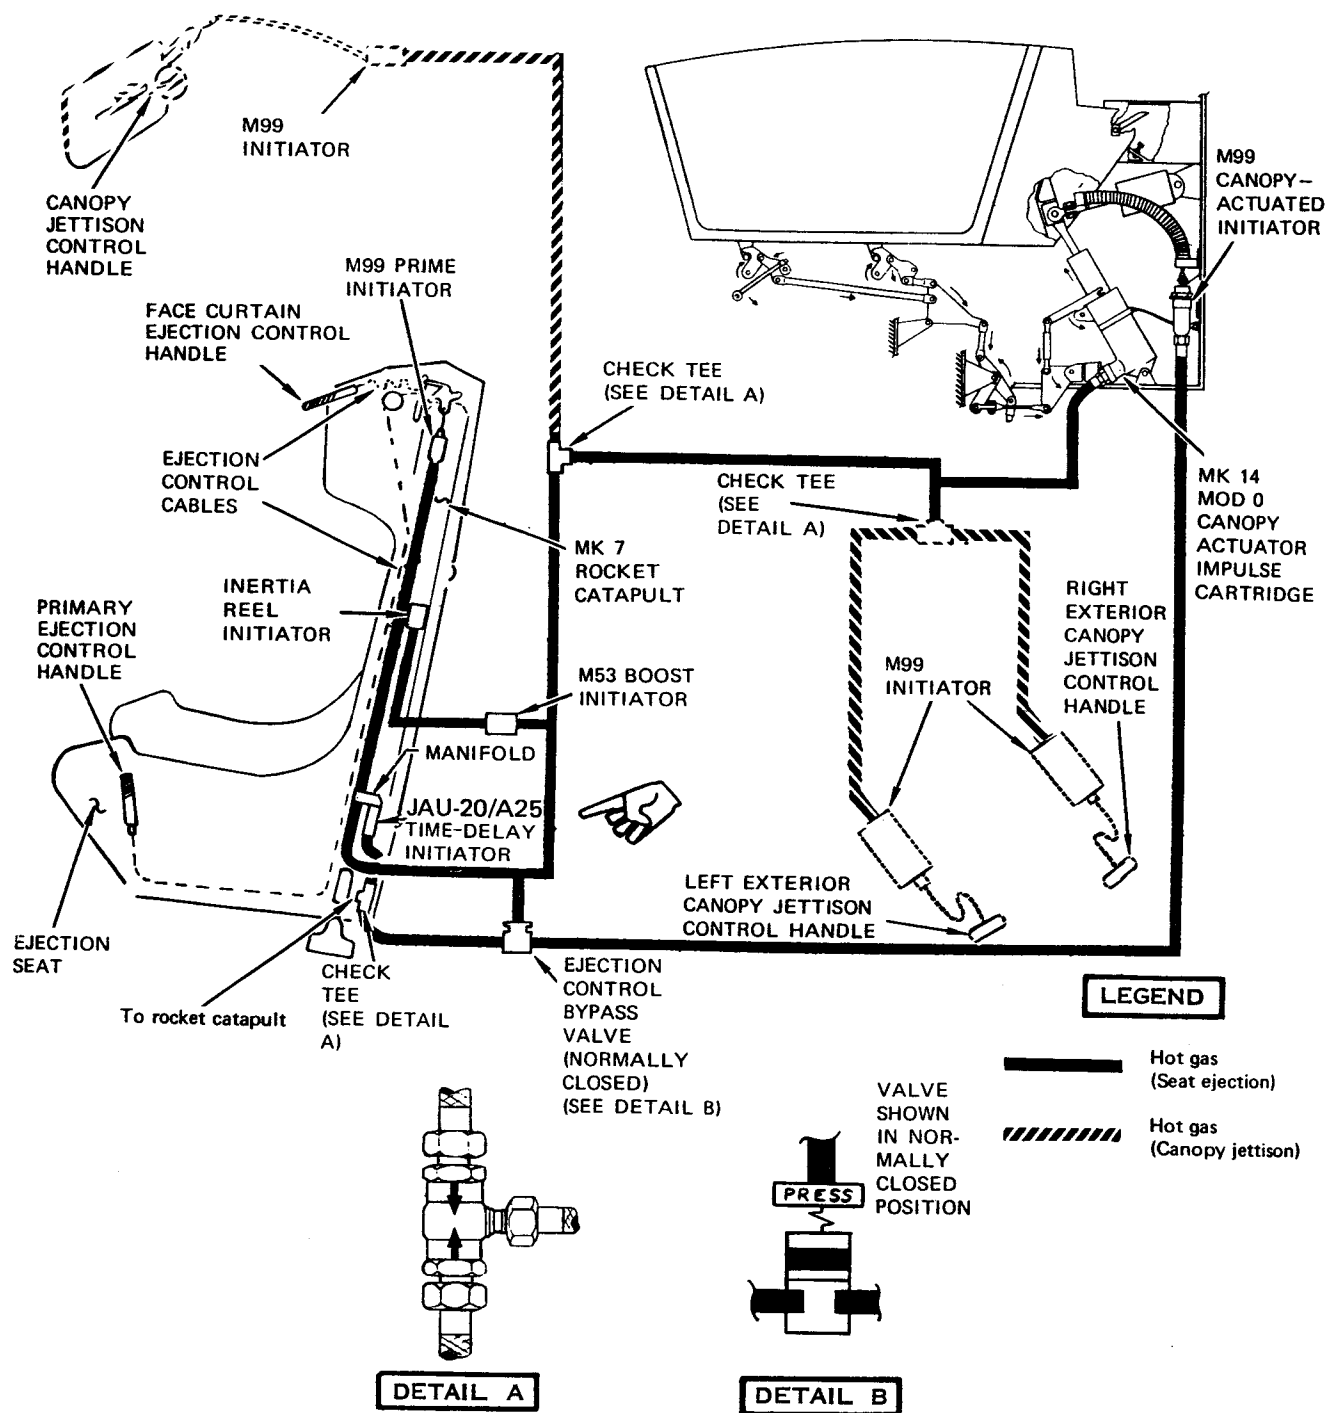 M99
INITIATOR
CANOPY
JETTISON
CONTROL
HANDLE
M99
CANOPY-
ACTUATED
INITIATOR
M99 PRIME
INITIATOR
FACE CURTAIN
EJECTION CONTROL
HANDLE
CHECK TEE
(SEE DETAIL A)
EJECTION
CONTROL
CABLES
CHECK TEE
(SEE
DETAIL A)
MK 14
MOD 0
CANOPY
ACTUATOR
IMPULSE
CARTRIDGE
MK 7
ROCKET
CATAPULT
INERTIA
REEL
INITIATOR
PRIMARY
EJECTION
CONTROL
HANDLE
RIGHT
EXTERIOR
CANOPY
JETTISON
CONTROL
HANDLE
M53 BOOST
INITIATOR
M99
INITIATOR
MANIFOLD
JAU-20/A25
TIME-DELAY
INITIATOR
LEFT EXTERIOR
CANOPY JETTISON
CONTROL HANDLE
EJECTION
SEAT
To rocket catapult
CHECK
TEE
(SEE DETAIL
A)
EJECTION
CONTROL
BYPASS
VALVE
(NORMALLY
CLOSED)
(SEE DETAIL B)
LEGEND
Hot gas
(Seat ejection)
Hot gas
(Canopy jettison)
VALVE
SHOWN
IN NOR-
MALLY
CLOSED
POSITION
PRESS
DETAIL A
DETAIL B